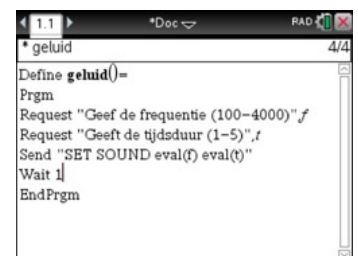 1.1 *Doc RAD
* geluid 4/4
Define geluid()=
Prgm
Request "Geef de frequentie (100−4000)",f
Request "Geeft de tijdsduur (1−5)",t
Send "SET SOUND eval(f) eval(t)"
Wait 1
EndPrgm